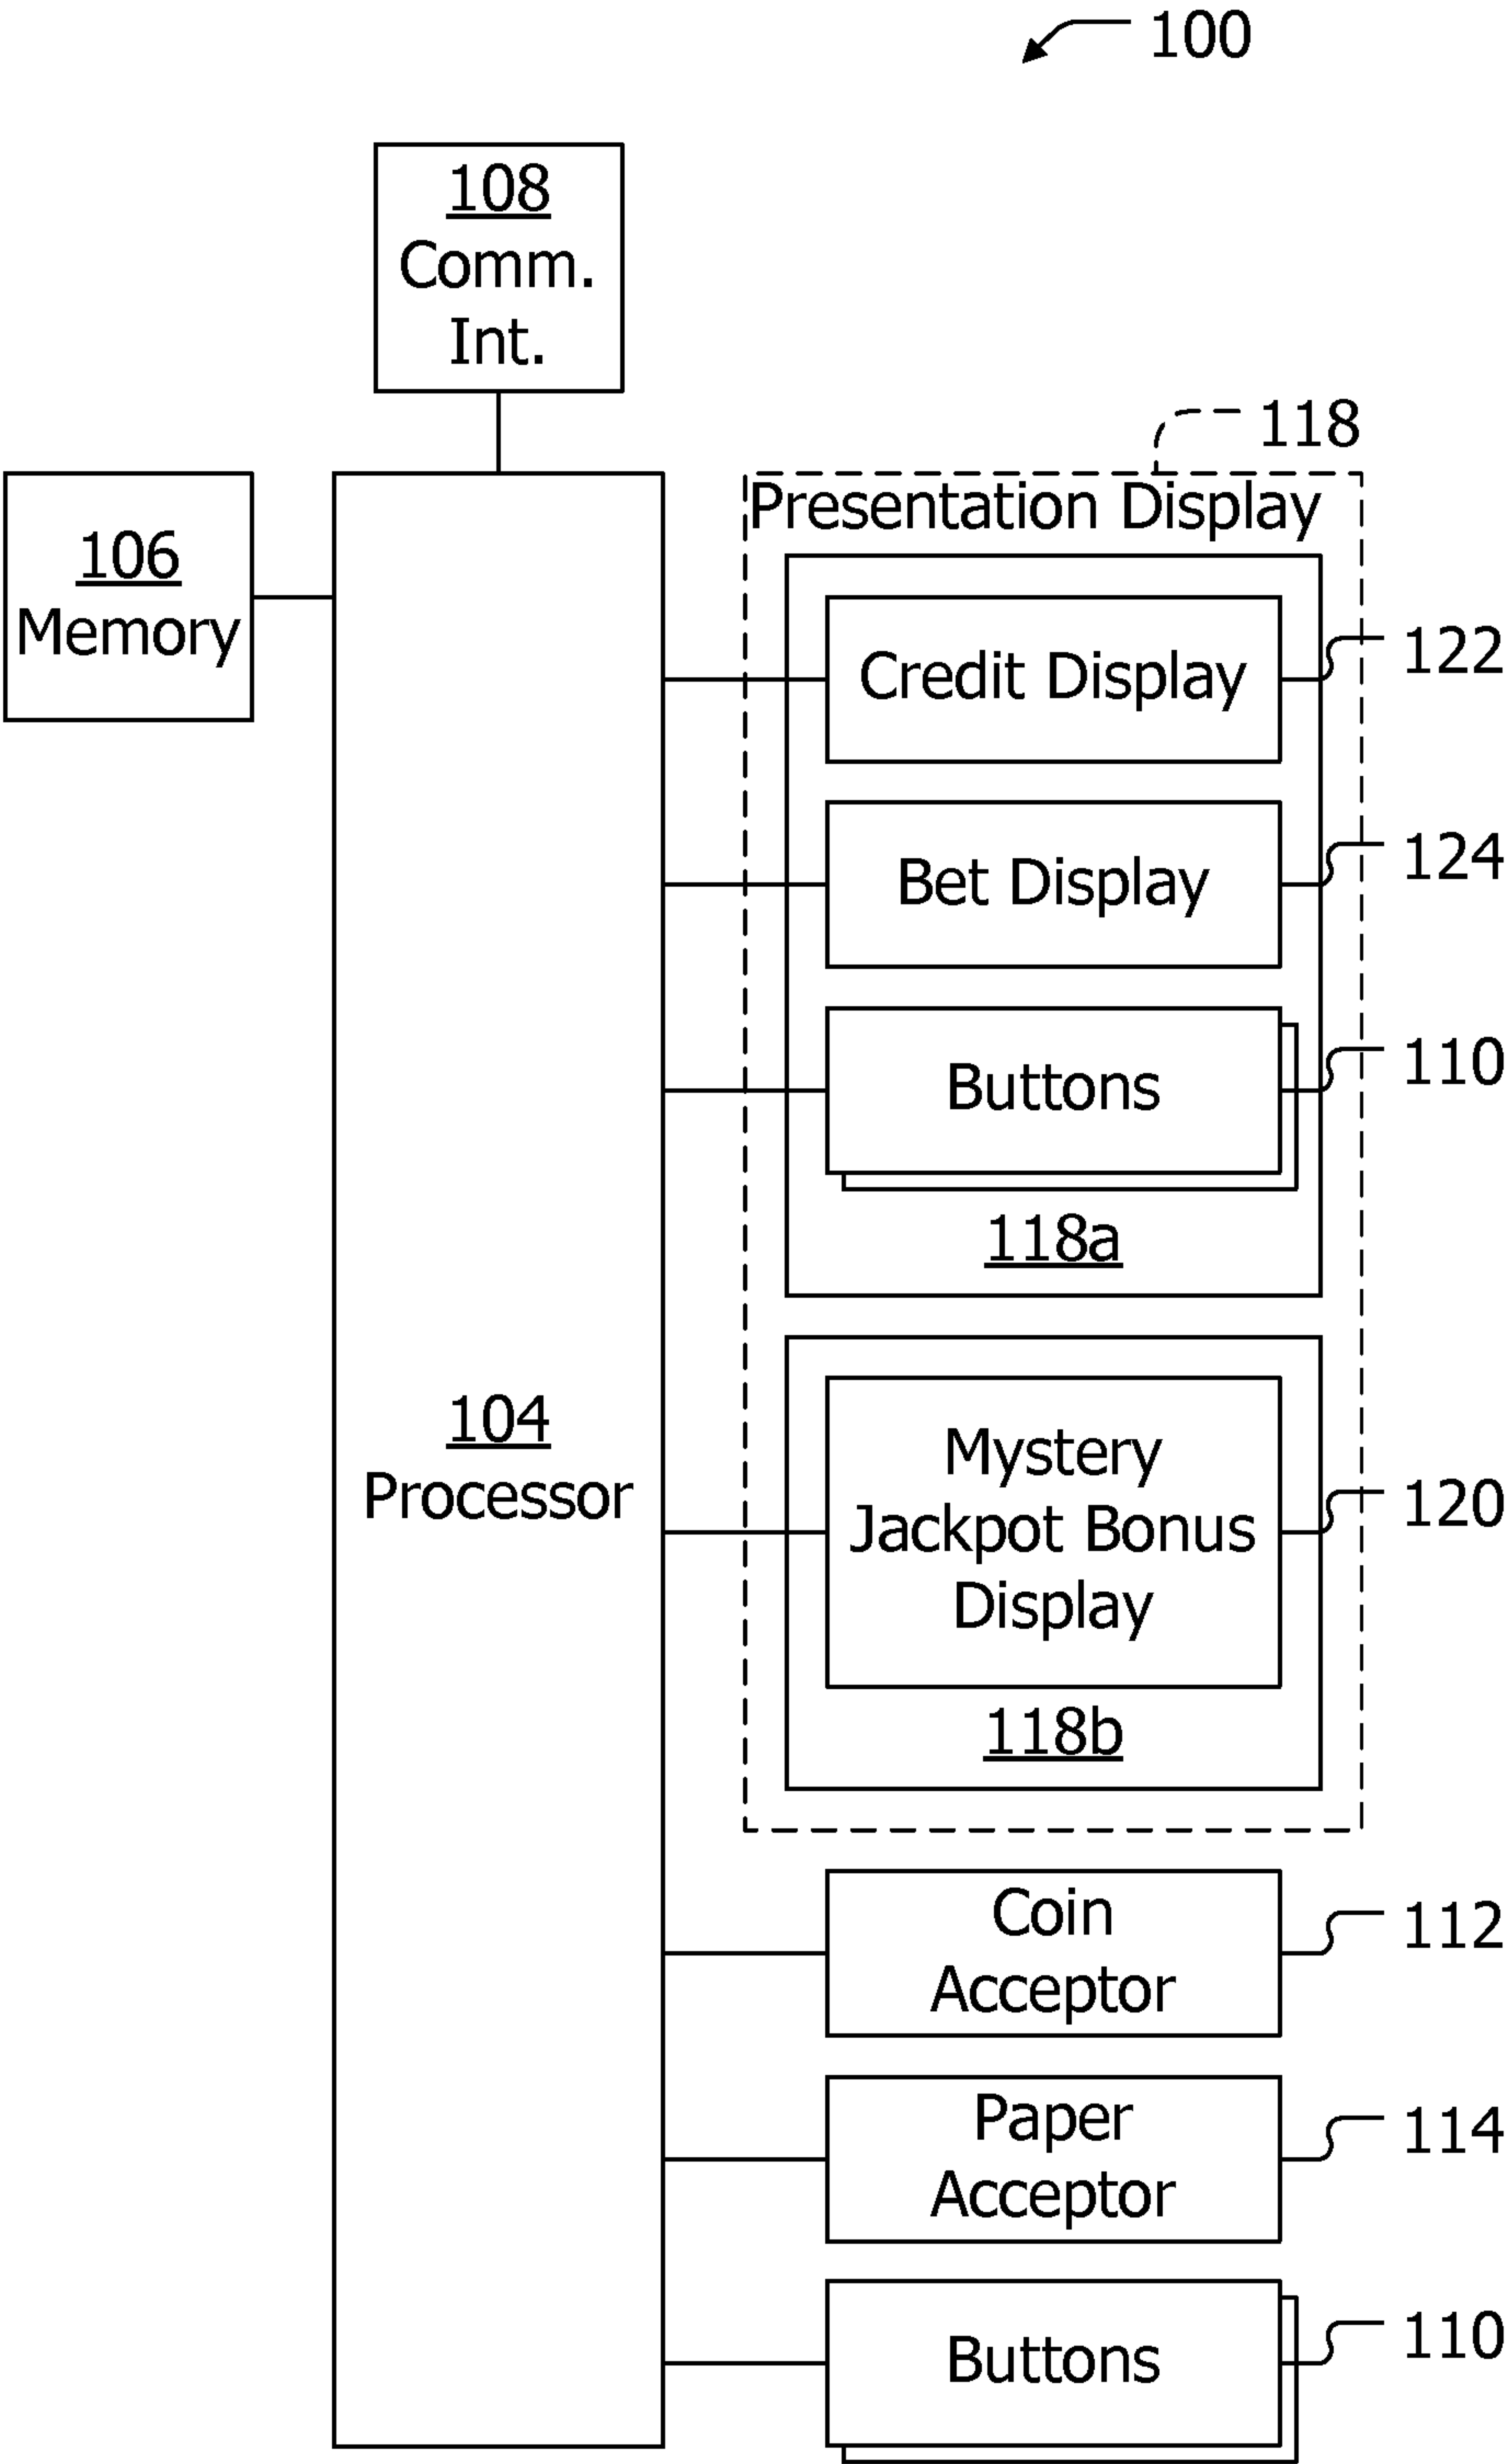 100
108
Comm.
Int.
118
Presentation Display
106
Memory
Credit Display
122
Bet Display
124
Buttons
110
118a
104
Processor
Mystery
Jackpot Bonus
Display
120
118b
Coin
Acceptor
112
Paper
Acceptor
114
Buttons
110